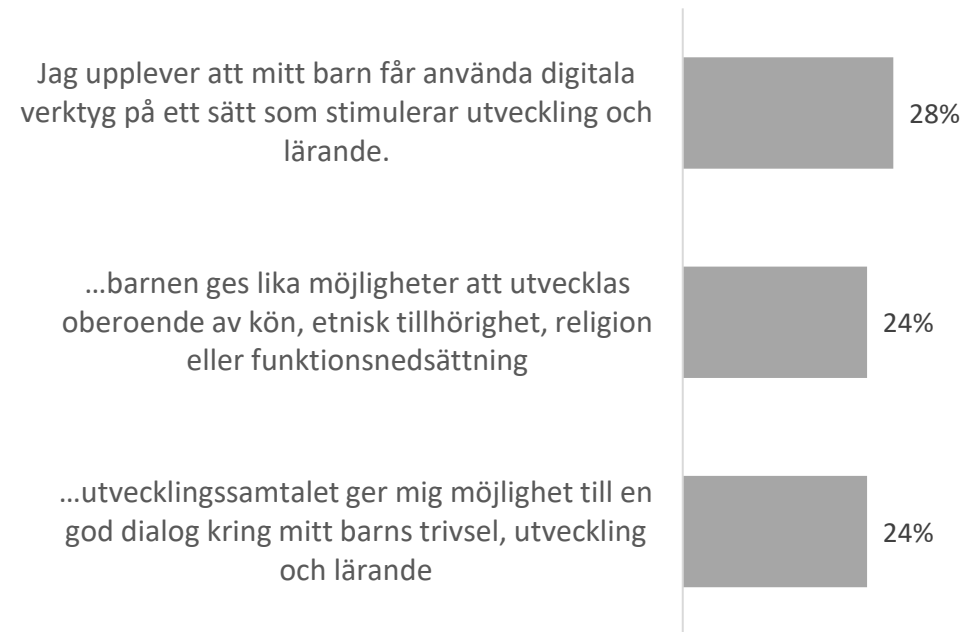 Jag upplever att mitt barn får använda digitala
verktyg på ett sätt som stimulerar utveckling och
lärande.
28%
...barnen ges lika möjligheter att utvecklas
oberoende av kön, etnisk tillhörighet, religion
eller funktionsnedsättning
24%
...utvecklingssamtalet ger mig möjlighet till en
god dialog kring mitt barns trivsel, utveckling
och lärande
24%